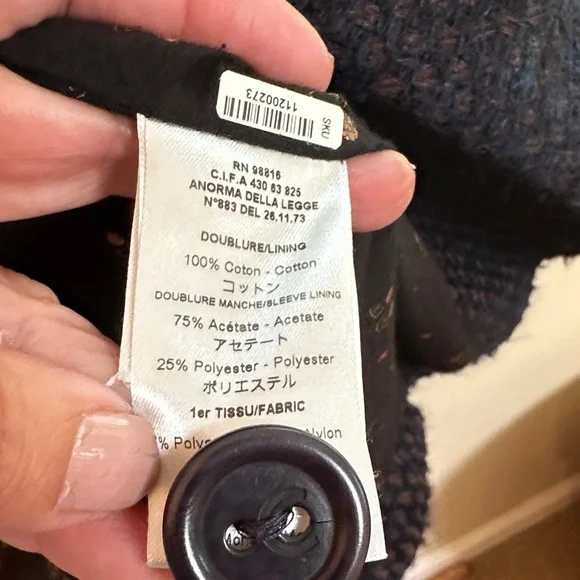 SKU
11200273
RN 98816
C.I.F.A 430 63 825
ANORMA DELLA LEGGE
N°883 DEL 26.11.73
DOUBLURE/LINING
100% Coton - Cotton
コットン
DOUBLURE MANCHE/SLEEVE LINING
75% Acétate - Acetate
アセテート
25% Polyester - Polyester
ポリエステル
1er TISSU/FABRIC